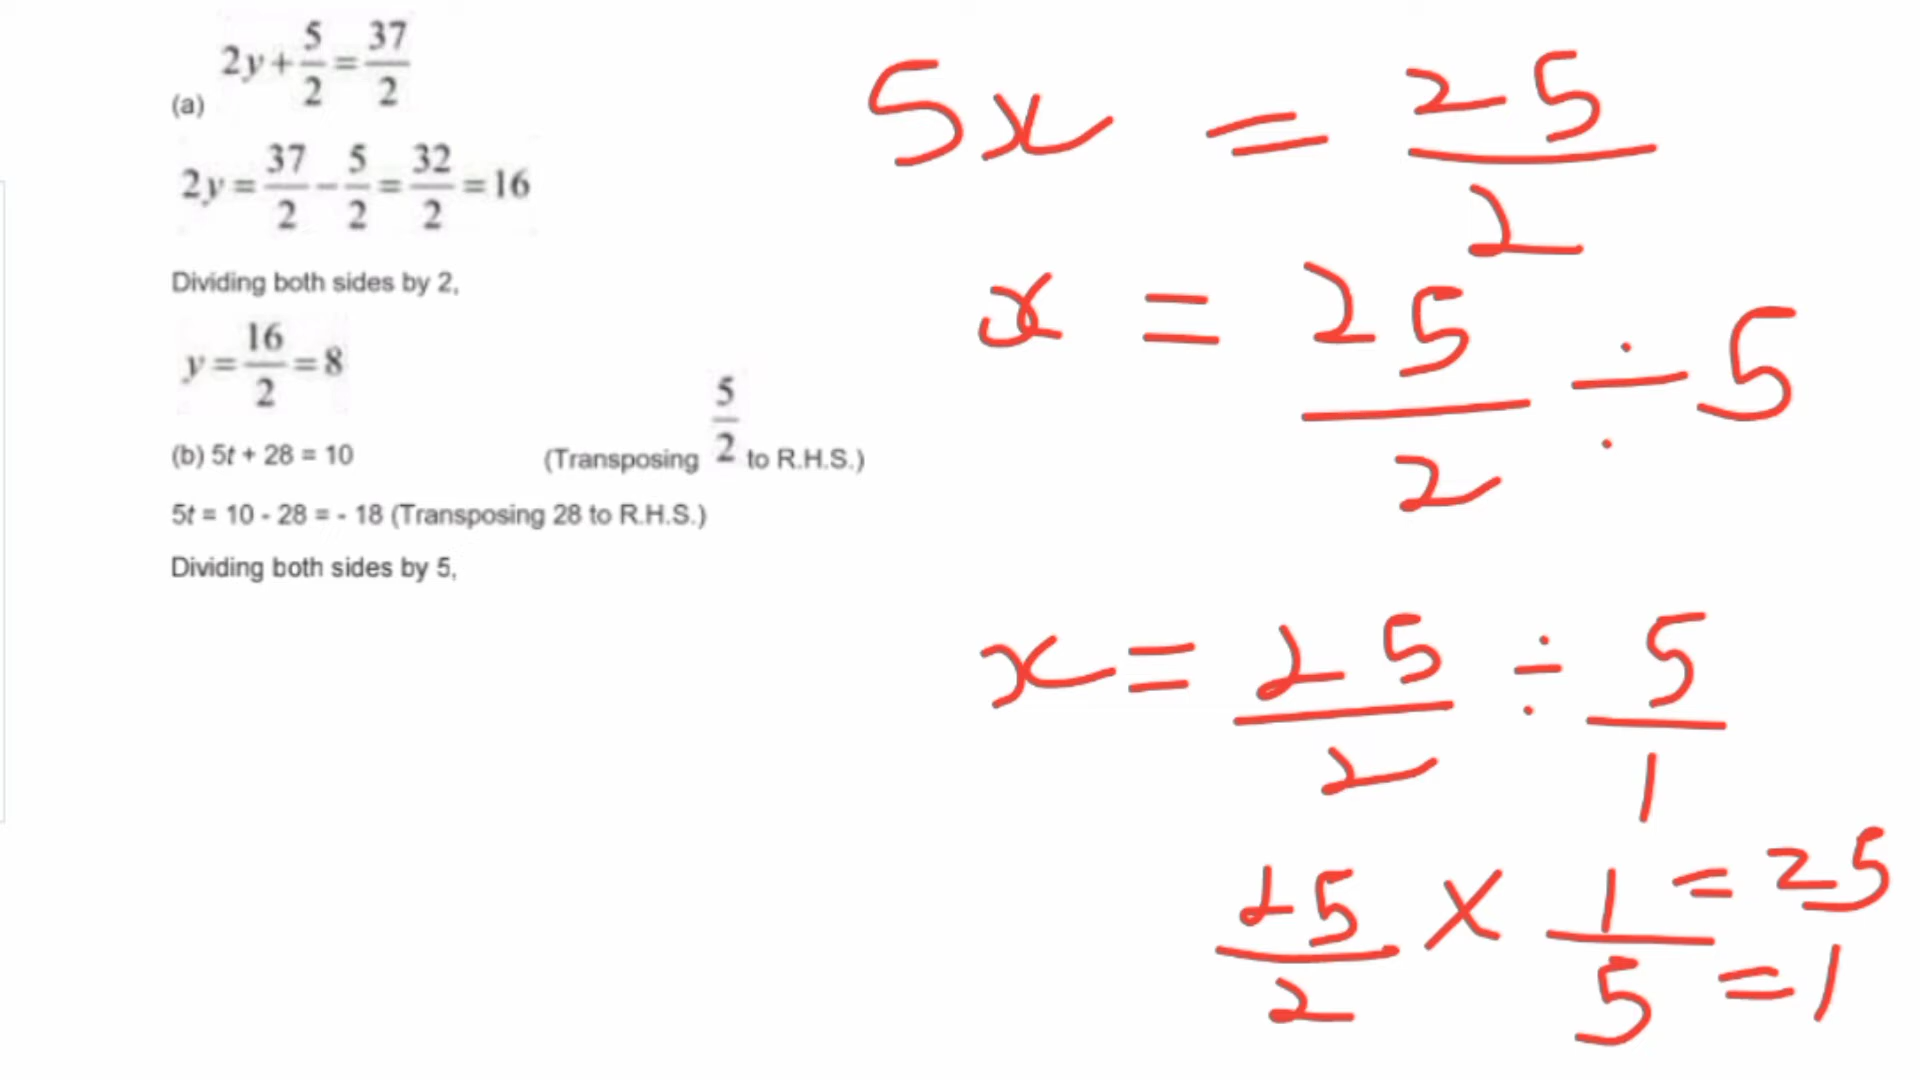 (a) 2y + 5/2 = 37/2
2y = 37/2 - 5/2 = 32/2 = 16
Dividing both sides by 2,
y = 16/2 = 8
(b) 5t + 28 = 10 (Transposing 5/2 to R.H.S.)
5t = 10 - 28 = - 18 (Transposing 28 to R.H.S.)
Dividing both sides by 5,
5x = 25/2
x = 25/2 ÷ 5
x = 25/2 ÷ 5/1
25/2 × 1/5 = 25
= 1